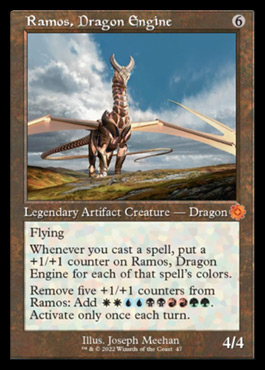 Ramos, Dragon Engine 6
Legendary Artifact Creature — Dragon
Flying
Whenever you cast a spell, put a
+1/+1 counter on Ramos, Dragon
Engine for each of that spell's colors.
Remove five +1/+1 counters from
Ramos: Add
Activate only once each turn.
Illus. Joseph Meehan
™ & © 2022 Wizards of the Coast 47
4/4